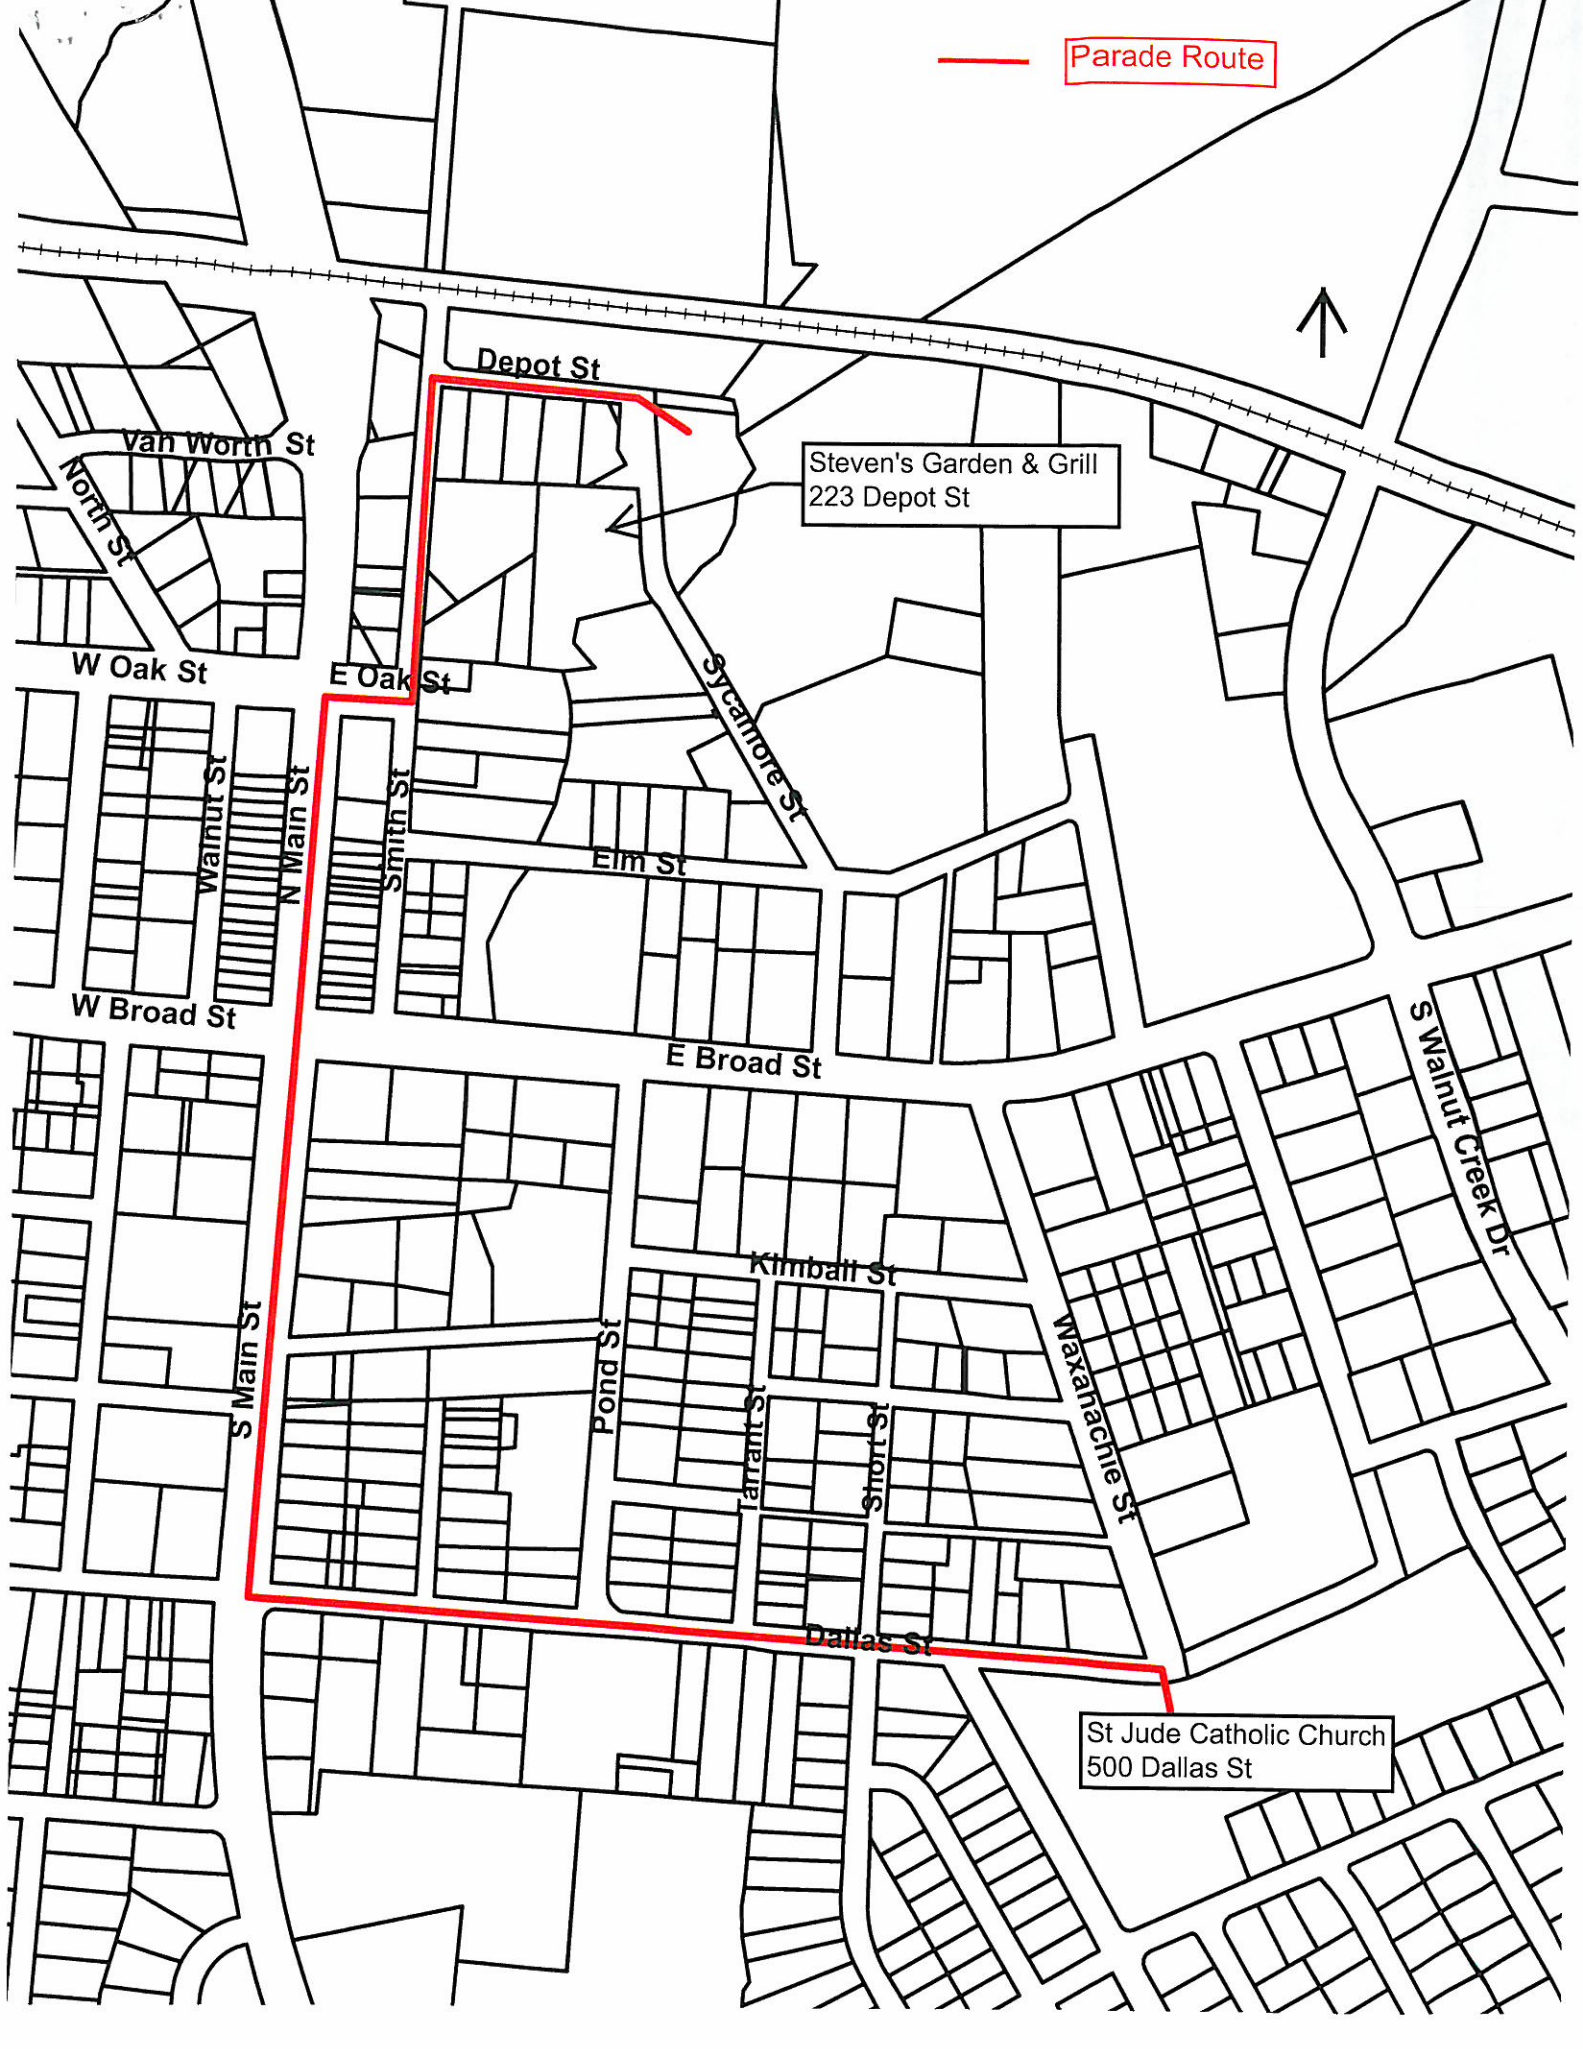 Parade Route
Depot St
Van Worth St
Steven's Garden & Grill
223 Depot St
North St
W Oak St
E Oak St
Sycamore St
Walnut St
N Main St
Smith St
Elm St
W Broad St
E Broad St
S Walnut Creek Dr
Kimball St
S Main St
Pond St
Waxahachie St
Tarrant St
Short St
Dallas St
St Jude Catholic Church
500 Dallas St